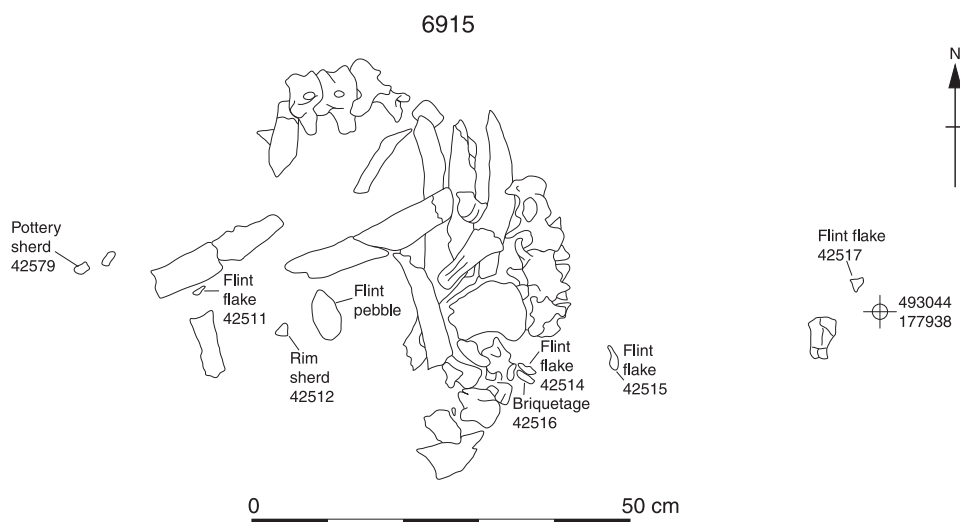 6915
N
Pottery
sherd
42579
Flint
flake
42511
Flint
pebble
Rim
sherd
42512
Flint
flake
42514
Briquetage
42516
Flint
flake
42515
Flint flake
42517
493044
177938
0
50 cm